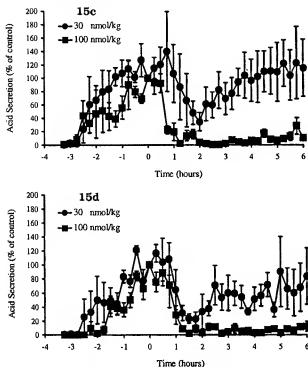 15c
30 nmol/kg
100 nmol/kg
Acid Secretion (% of control)
200
180
160
140
120
100
80
60
40
20
0
-4 -3 -2 -1 0 1 2 3 4 5 6
Time (hours)
15d
30 nmol/kg
100 nmol/kg
Acid Secretion (% of control)
200
180
160
140
120
100
80
60
40
20
0
-4 -3 -2 -1 0 1 2 3 4 5 6
Time (hours)